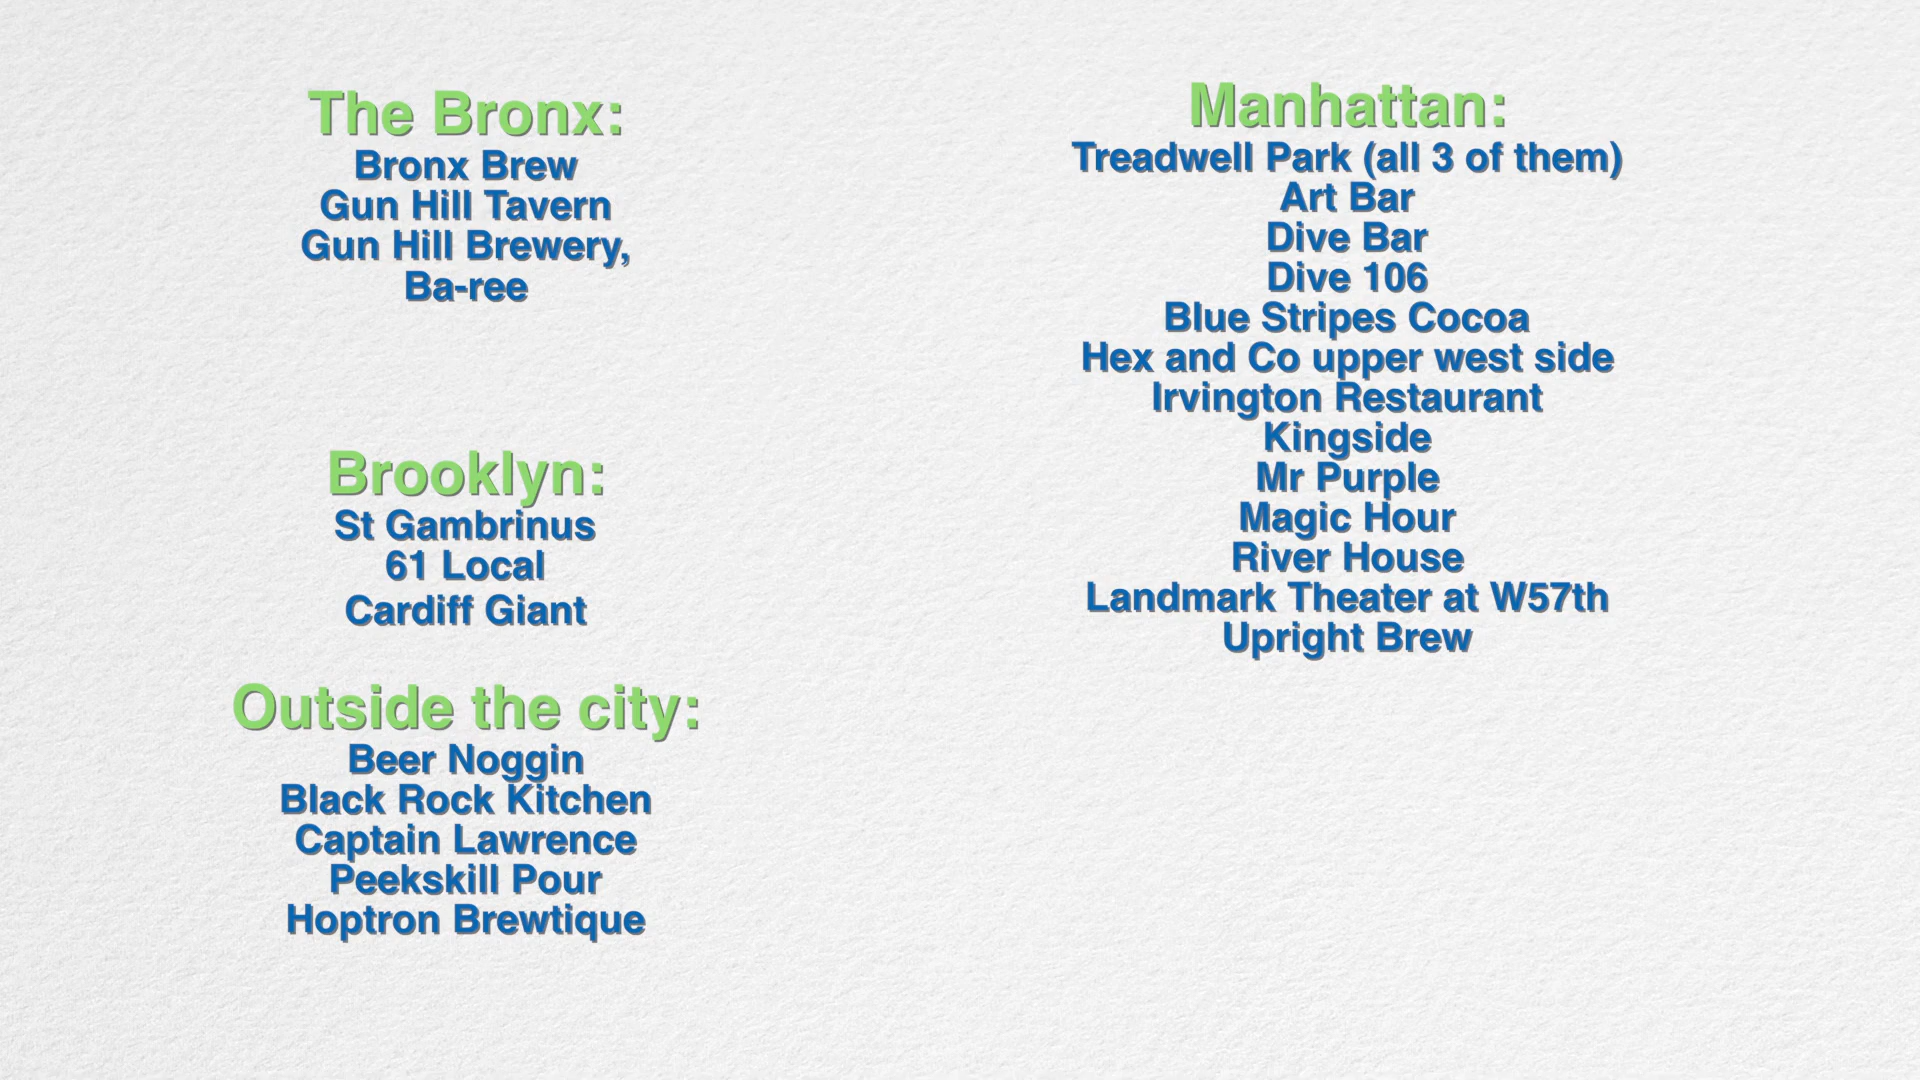 The Bronx:
Bronx Brew
Gun Hill Tavern
Gun Hill Brewery,
Ba-ree
Brooklyn:
St Gambrinus
61 Local
Cardiff Giant
Outside the city:
Beer Noggin
Black Rock Kitchen
Captain Lawrence
Peekskill Pour
Hoptron Brewtique
Manhattan:
Treadwell Park (all 3 of them)
Art Bar
Dive Bar
Dive 106
Blue Stripes Cocoa
Hex and Co upper west side
Irvington Restaurant
Kingside
Mr Purple
Magic Hour
River House
Landmark Theater at W57th
Upright Brew